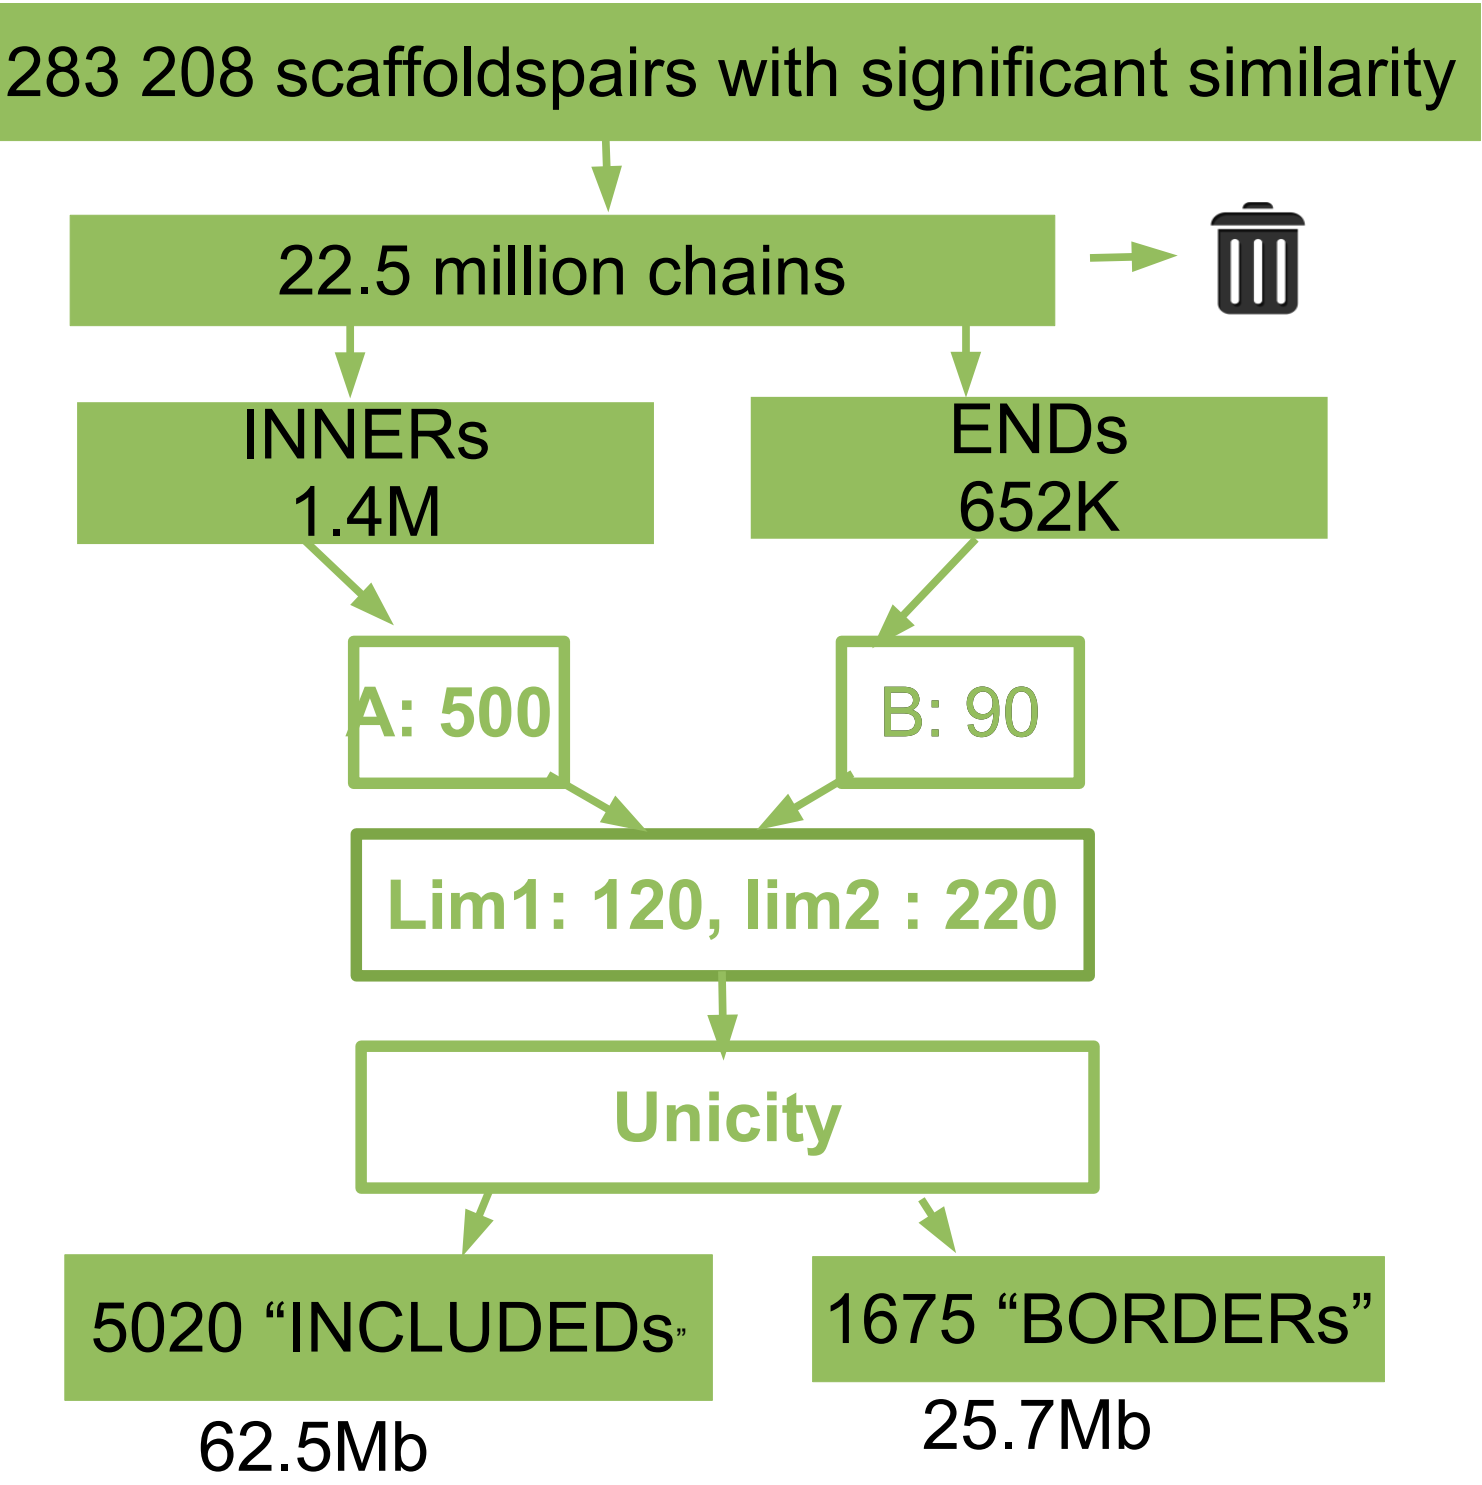 283 208 scaffoldspairs with significant similarity
22.5 million chains
INNERs
1.4M
ENDs
652K
A: 500
B: 90
Lim1: 120, lim2 : 220
Unicity
5020 “INCLUDEDs”
1675 “BORDERs”
62.5Mb
25.7Mb